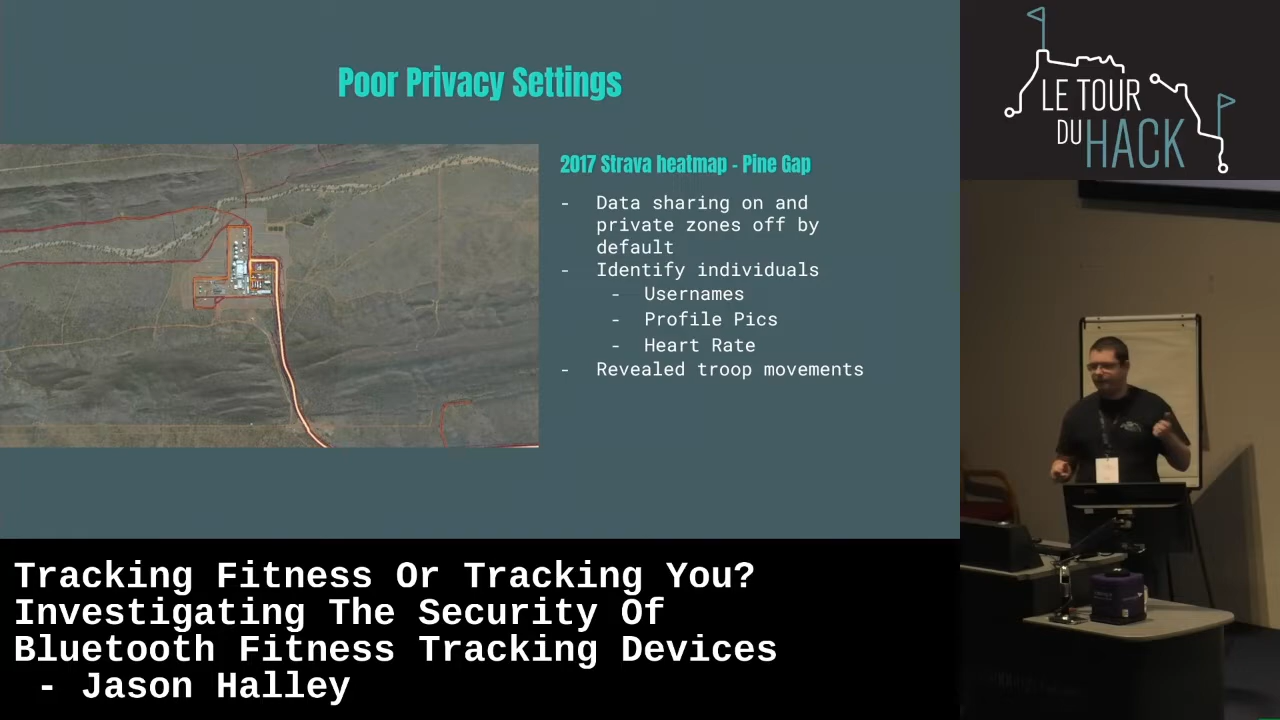 Poor Privacy Settings
2017 Strava heatmap - Pine Gap
- Data sharing on and
private zones off by
default
- Identify individuals
- Usernames
- Profile Pics
- Heart Rate
- Revealed troop movements
LE TOUR
DU HACK
Tracking Fitness Or Tracking You?
Investigating The Security Of
Bluetooth Fitness Tracking Devices
- Jason Halley